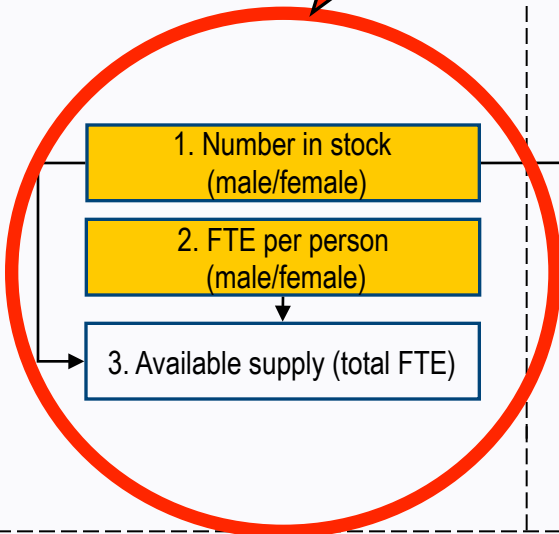 1. Number in stock
(male/female)
2. FTE per person
(male/female)
3. Available supply (total FTE)